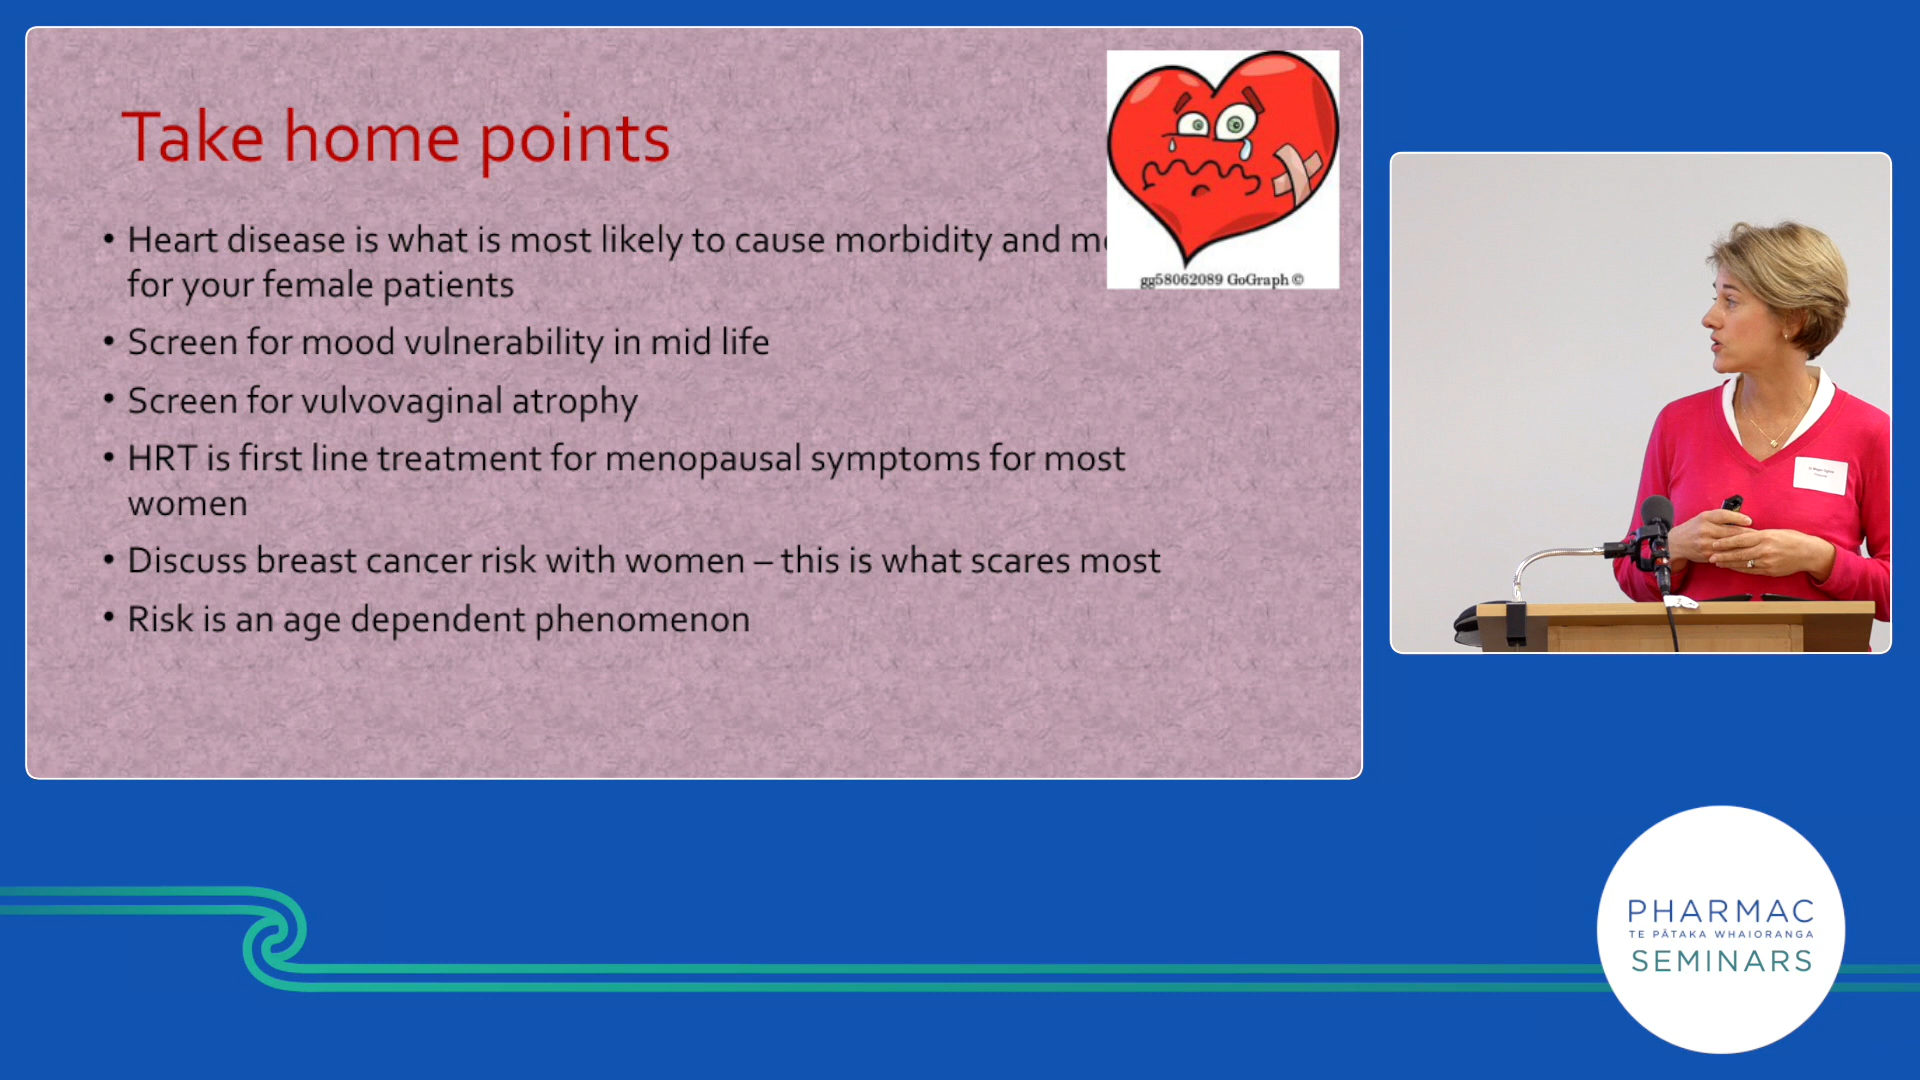 Take home points
• Heart disease is what is most likely to cause morbidity and
for your female patients
• Screen for mood vulnerability in mid life
• Screen for vulvovaginal atrophy
• HRT is first line treatment for menopausal symptoms for most
women
• Discuss breast cancer risk with women – this is what scares most
• Risk is an age dependent phenomenon
gg58062089 GoGraph ©
PHARMAC
TE PĀTAKA WHAIORANGA
SEMINARS